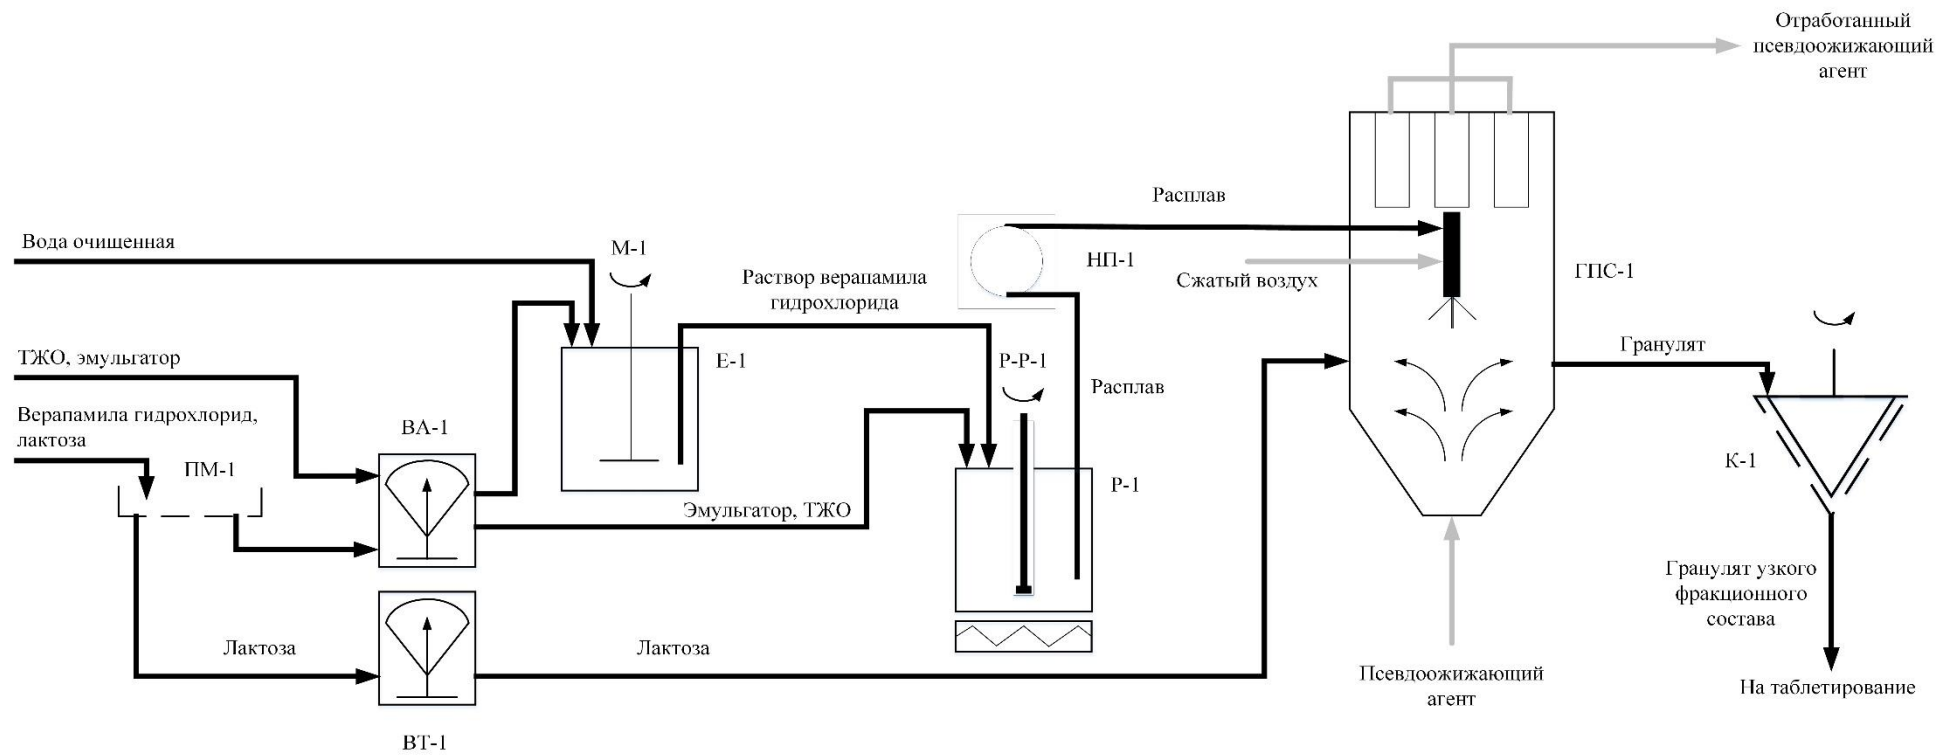 Отработанный
псевдоожижающий
агент
Расплав
Вода очищенная
М-1
Раствор верапамила
гидрохлорида
НП-1
Сжатый воздух
ГПС-1
ТЖО, эмульгатор
Е-1
Р-Р-1
Расплав
Гранулят
Верапамила гидрохлорид,
лактоза
ПМ-1
ВА-1
К-1
Р-1
Эмульгатор, ТЖО
Гранулят узкого
фракционного
состава
Лактоза
Лактоза
Псевдоожижающий
агент
На таблетирование
ВТ-1